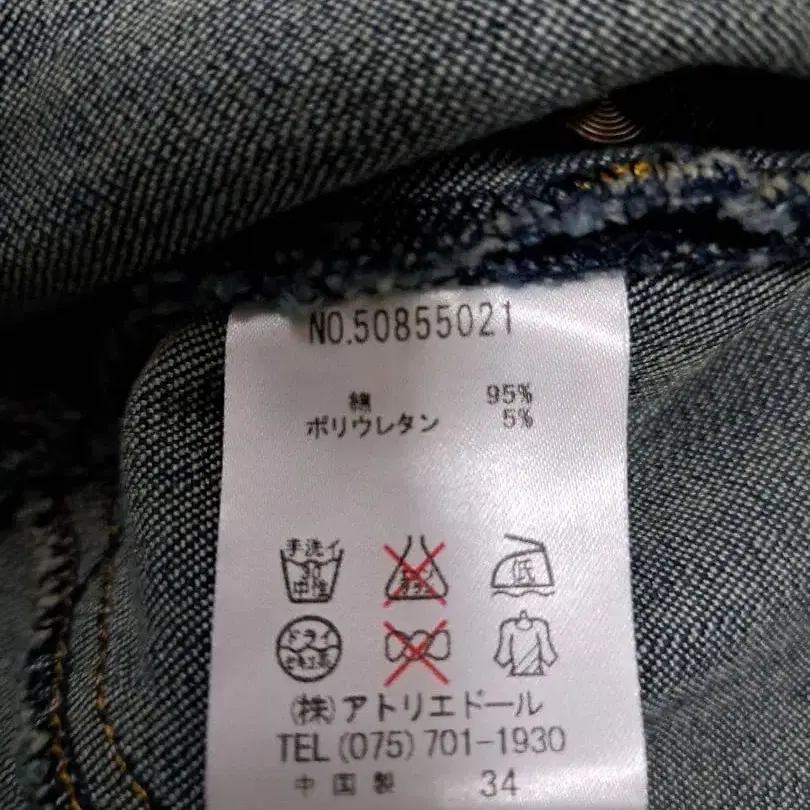 NO.50855021
綿 95%
ポリウレタン 5%
手洗イ
30
中性
低
ドライ
セキユ系
(株)アトリエドール
TEL (075) 701-1930
中国製 34